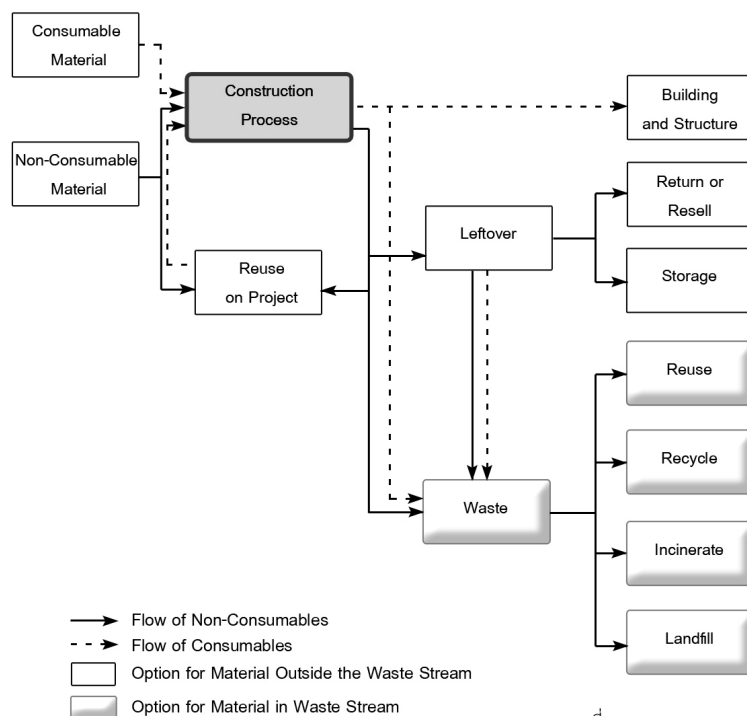 Consumable
Material
Construction
Process
Building
and Structure
Non-Consumable
Material
Return or
Resell
Leftover
Reuse
on Project
Storage
Reuse
Recycle
Waste
Incinerate
Landfill
Flow of Non-Consumables
Flow of Consumables
Option for Material Outside the Waste Stream
Option for Material in Waste Stream